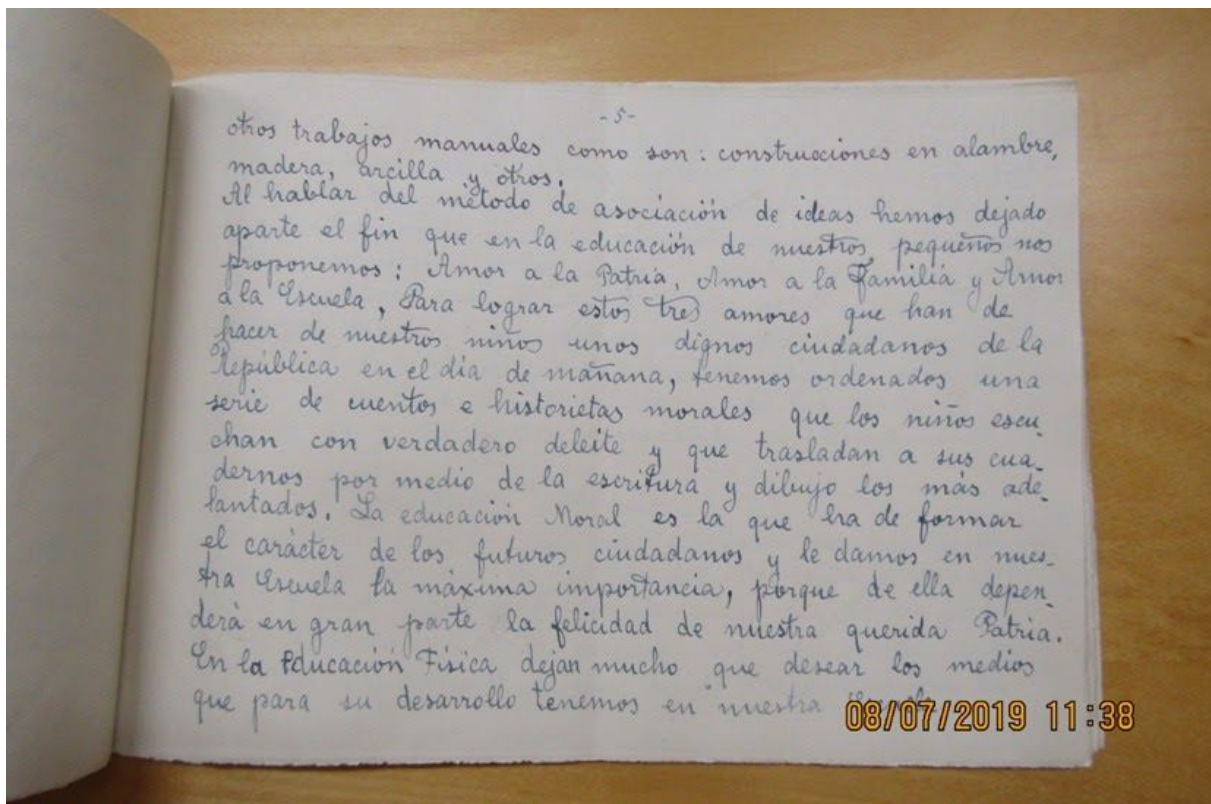 -5-
otros trabajos manuales como son: construcciones en alambre,
madera, arcilla y otros.
Al hablar del método de asociación de ideas hemos dejado
aparte el fin que en la educación de nuestros pequeños nos
proponemos: Amor a la Patria, Amor a la Familia y Amor
a la Escuela, Para lograr estos tres amores que han de
hacer de nuestros niños unos dignos ciudadanos de la
República en el día de mañana, tenemos ordenados una
serie de cuentos e historietas morales que los niños escu-
chan con verdadero deleite y que trasladan a sus cua-
dernos por medio de la escritura y dibujo los más ade-
lantados. La educación Moral es la que ha de formar
el carácter de los futuros ciudadanos y le damos en nues-
tra Escuela la máxima importancia, porque de ella depen-
derá en gran parte la felicidad de nuestra querida Patria.
En la Educación Física dejan mucho que desear los medios
que para su desarrollo tenemos en nuestra
08/07/2019 11:38